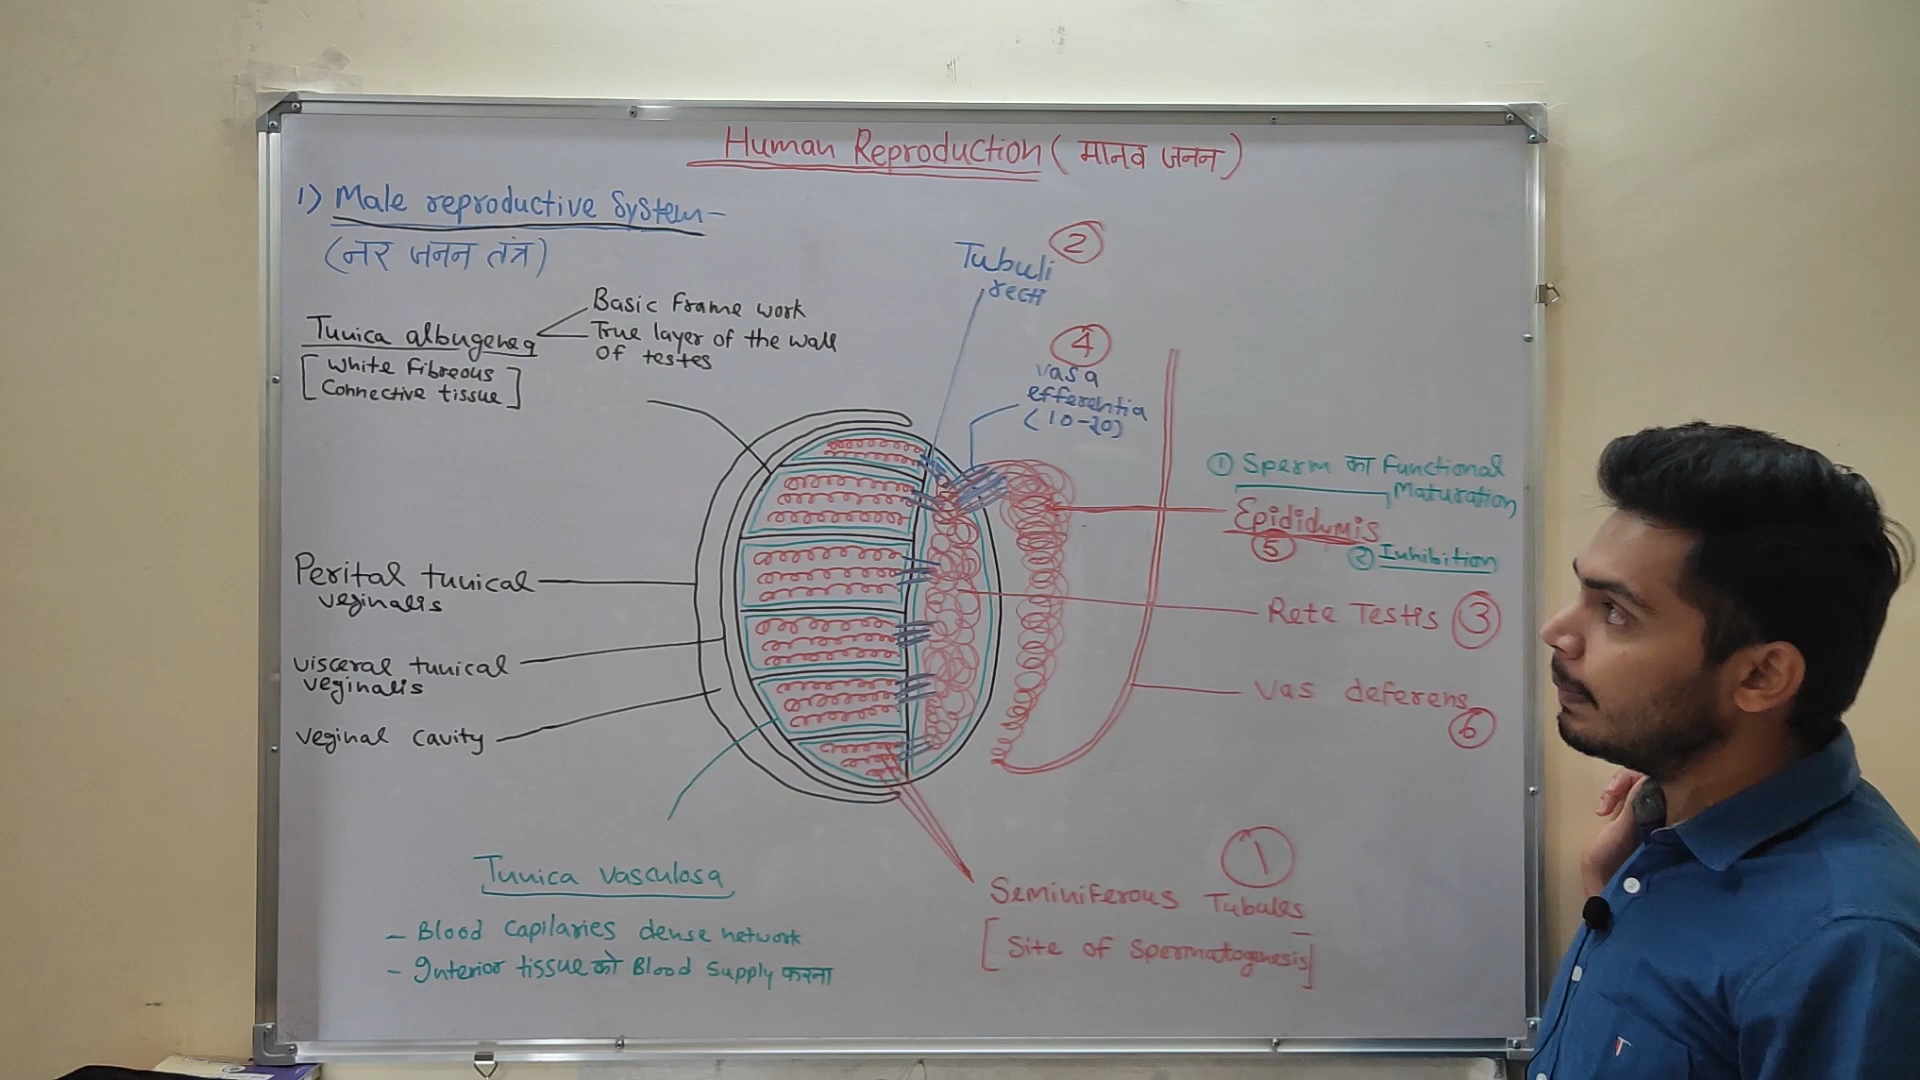 Human Reproduction (मानव जनन)
1) Male reproductive System-
(नर जनन तंत्र)
Tubuli ②
recti
Basic Frame work
Tunica albugenea
True layer of the wall
Of testes
[White Fibreous
Connective tissue]
④
vasa
efferentia
(10-20)
① Sperm का Functional
Maturation
Epididumis
⑤
② Inhibition
Perital tunical
veginalis
Rete Testis ③
visceral tunical
veginalis
Vas deferens
⑥
veginal cavity
Tunica vasculosa
- Blood Capilaries dense network
- Interior tissue को Blood Supply करना
①
Seminiferous Tubules
[Site of Spermatogenesis]